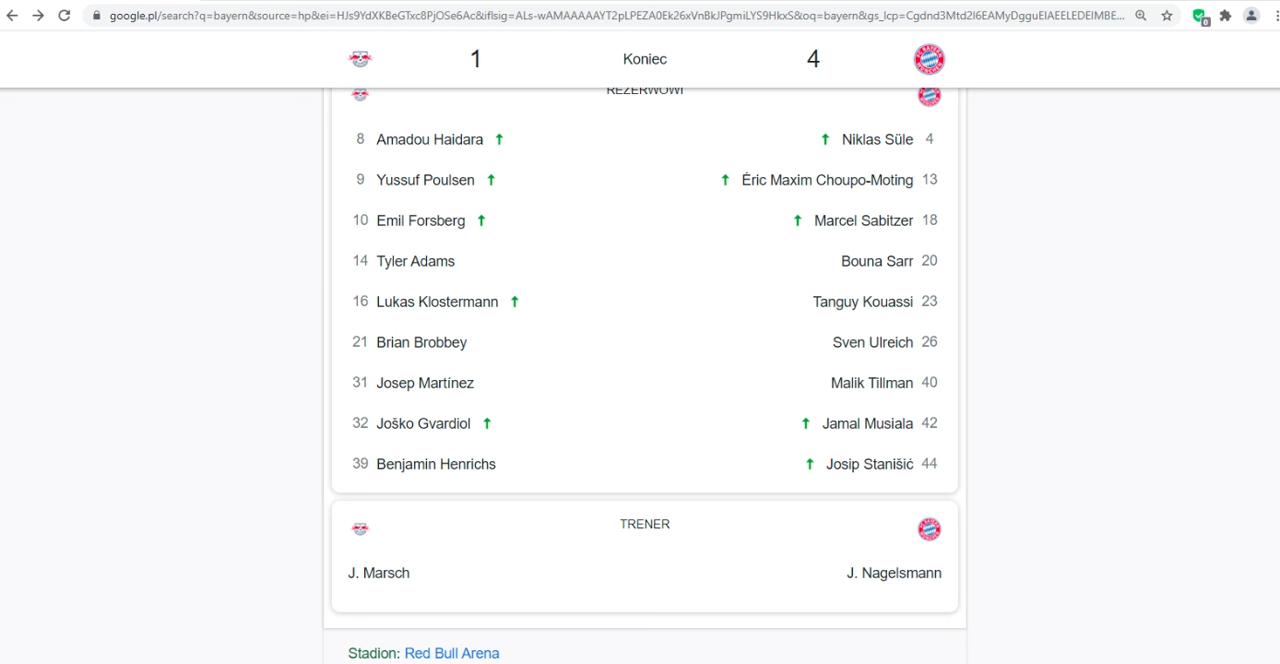 google.pl/search?q=bayern&source=hp&ei=HJs9YdXKBeGTxc8PjOSe6Ac&iflsig=ALs-wAMAAAAAYT2pLPEZA0Ek26xVnBkJPgmiLYS9HkxS&oq=bayern&gs_lcp=Cgdnd3Mtd2l6EAMyDgguEIAEELEDEIMBE...
1 Koniec 4
REZERWOWI
8 Amadou Haidara ↑ ↑ Niklas Süle 4
9 Yussuf Poulsen ↑ ↑ Éric Maxim Choupo-Moting 13
10 Emil Forsberg ↑ ↑ Marcel Sabitzer 18
14 Tyler Adams Bouna Sarr 20
16 Lukas Klostermann ↑ Tanguy Kouassi 23
21 Brian Brobbey Sven Ulreich 26
31 Josep Martínez Malik Tillman 40
32 Joško Gvardiol ↑ ↑ Jamal Musiala 42
39 Benjamin Henrichs ↑ Josip Stanišić 44
TRENER
J. Marsch J. Nagelsmann
Stadion: Red Bull Arena